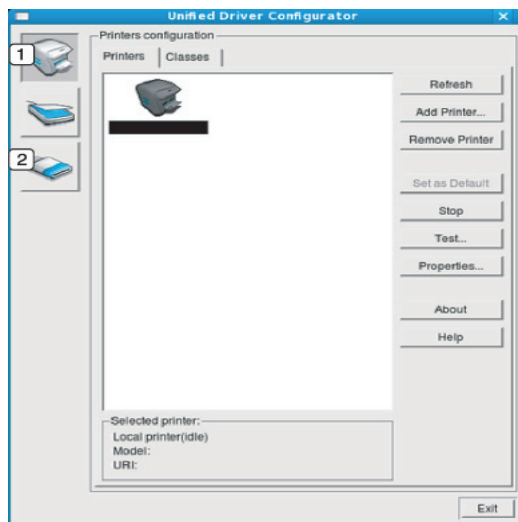 Unified Driver Configurator
1
2
Printers configuration
Printers
Classes
Refresh
Add Printer...
Remove Printer
Set as Default
Stop
Test...
Properties...
About
Help
Selected printer:
Local printer(idle)
Model:
URI:
Exit